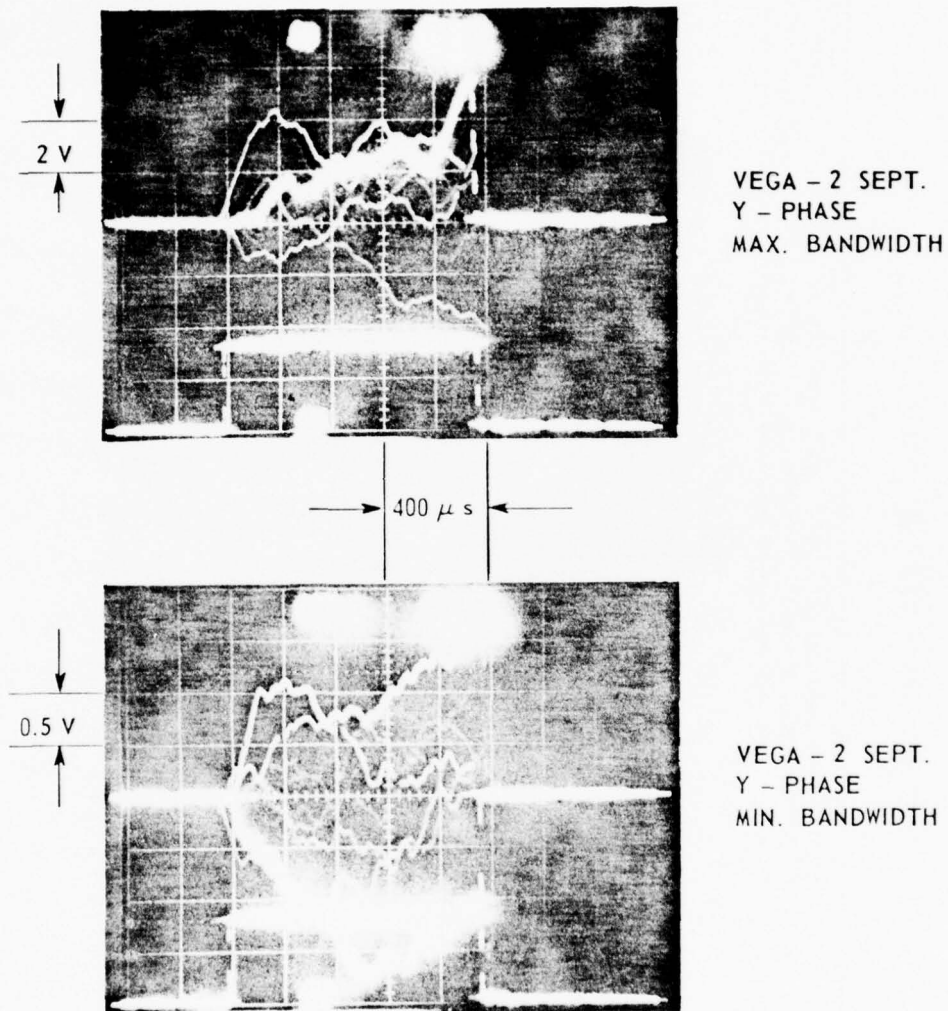 2 V
VEGA – 2 SEPT.
Y – PHASE
MAX. BANDWIDTH
400 μ s
0.5 V
VEGA – 2 SEPT.
Y – PHASE
MIN. BANDWIDTH